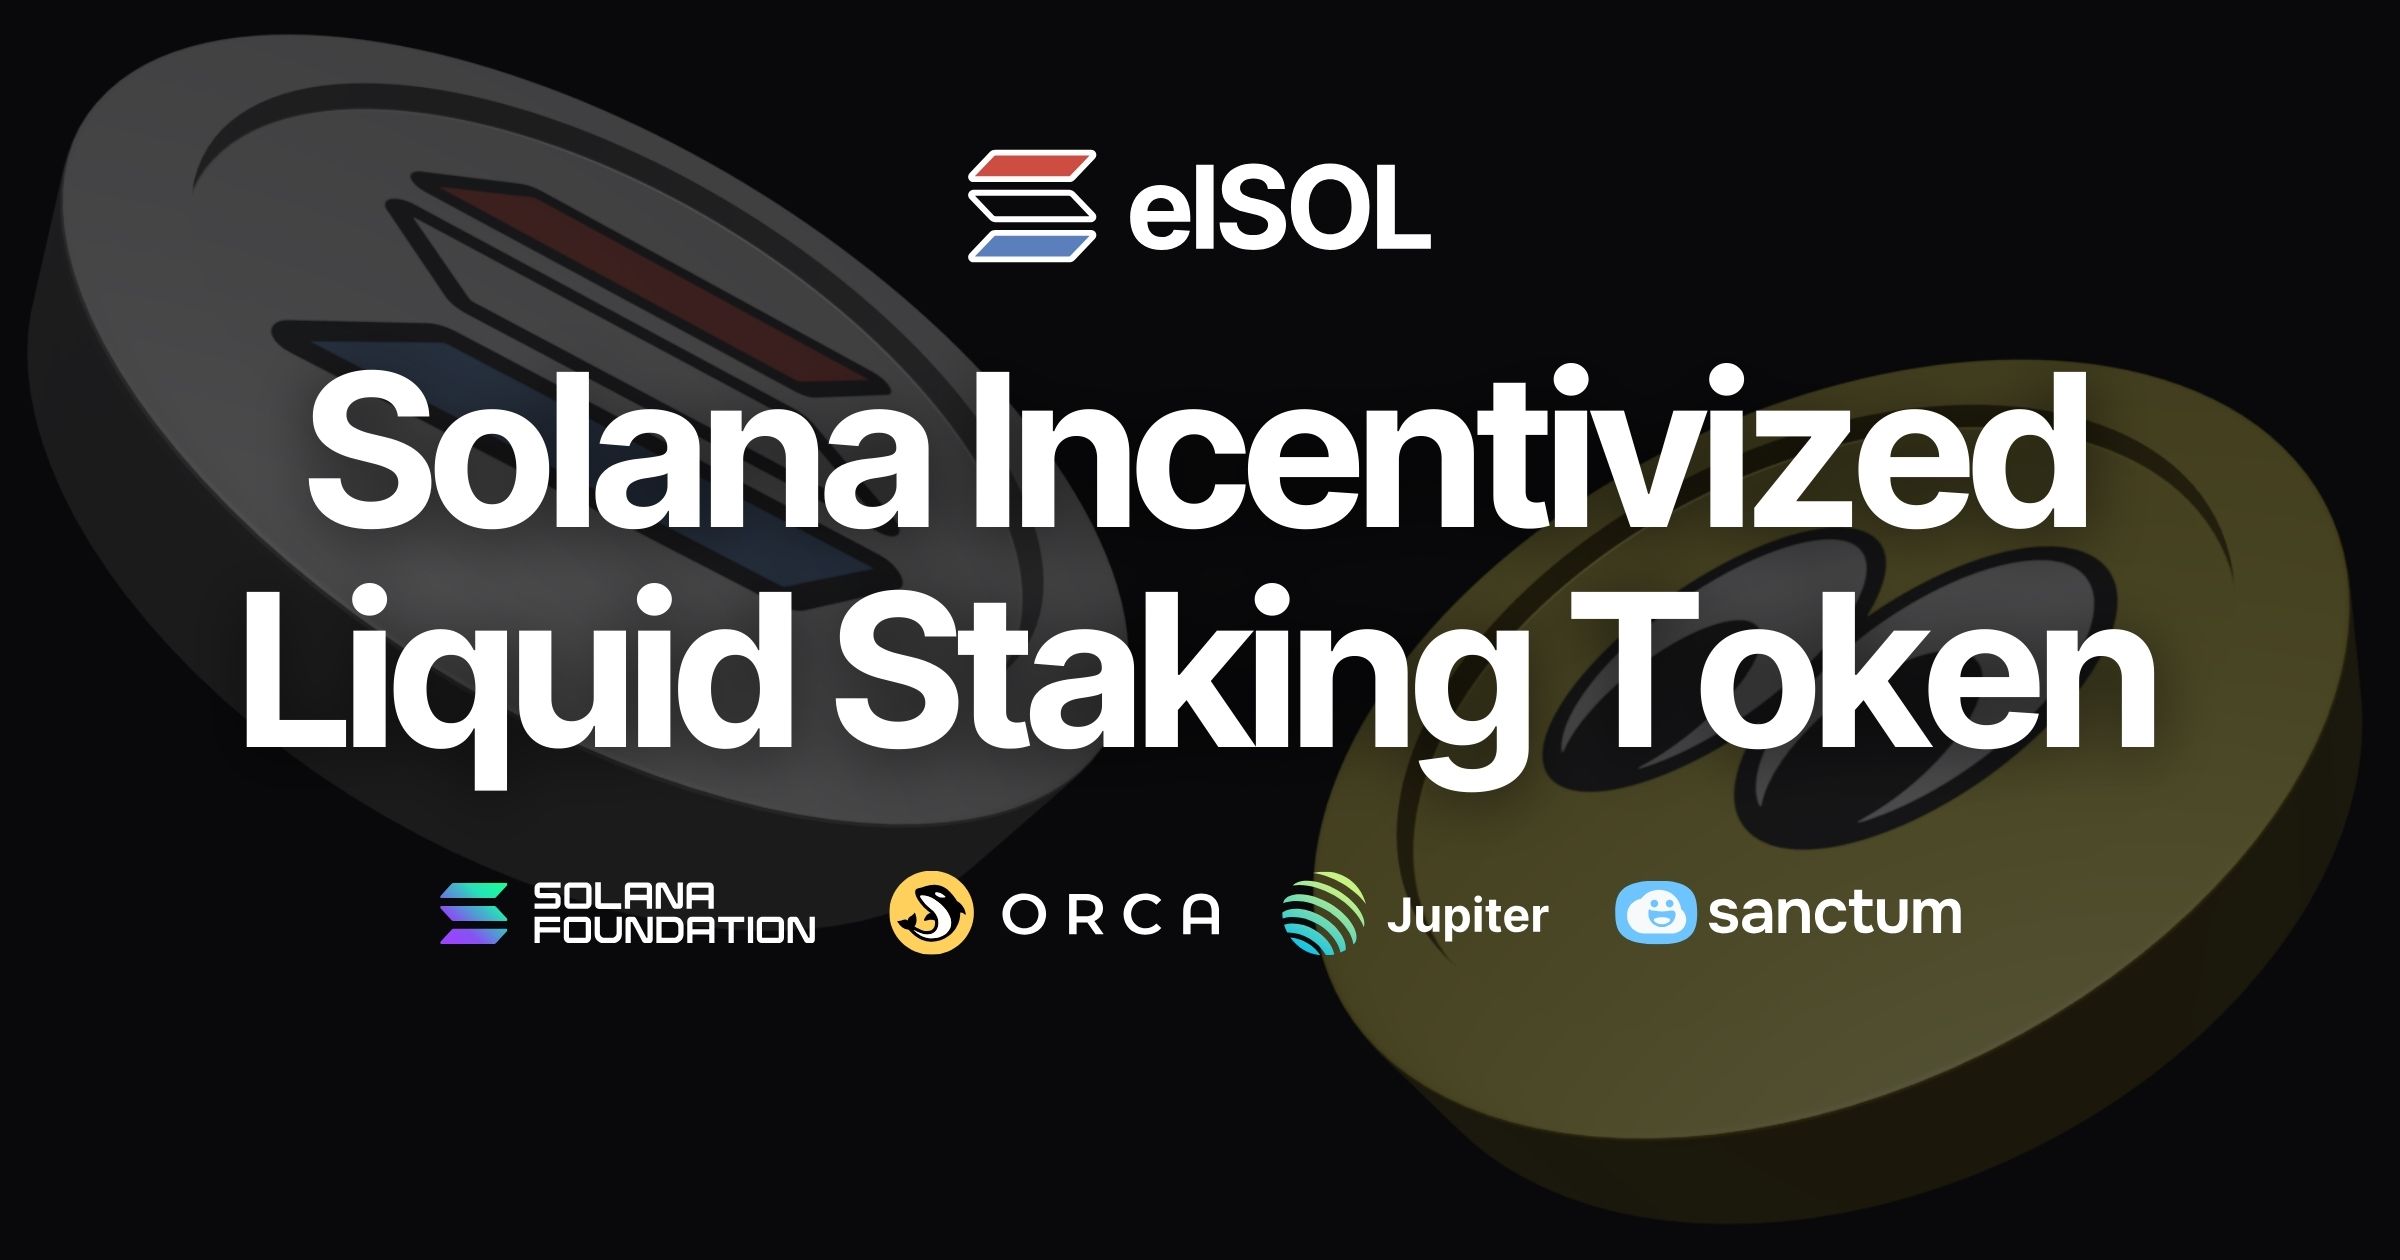 elSOL
Solana Incentivized
Liquid Staking Token
SOLANA
FOUNDATION
ORCA
Jupiter
sanctum